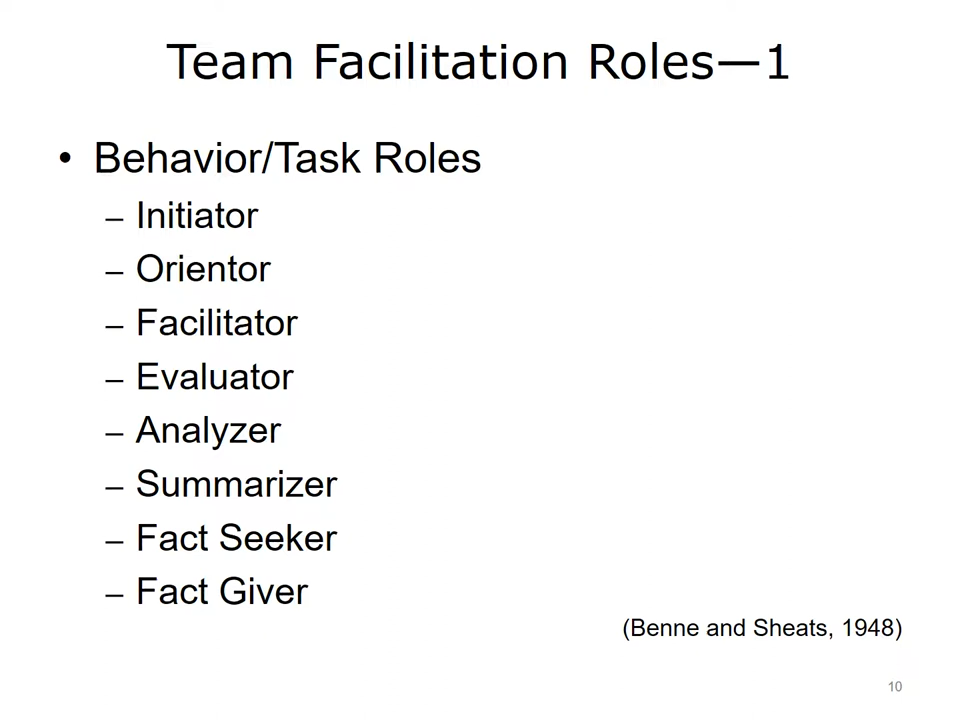 Team Facilitation Roles—1
• Behavior/Task Roles
– Initiator
– Orientor
– Facilitator
– Evaluator
– Analyzer
– Summarizer
– Fact Seeker
– Fact Giver
(Benne and Sheats, 1948)
10